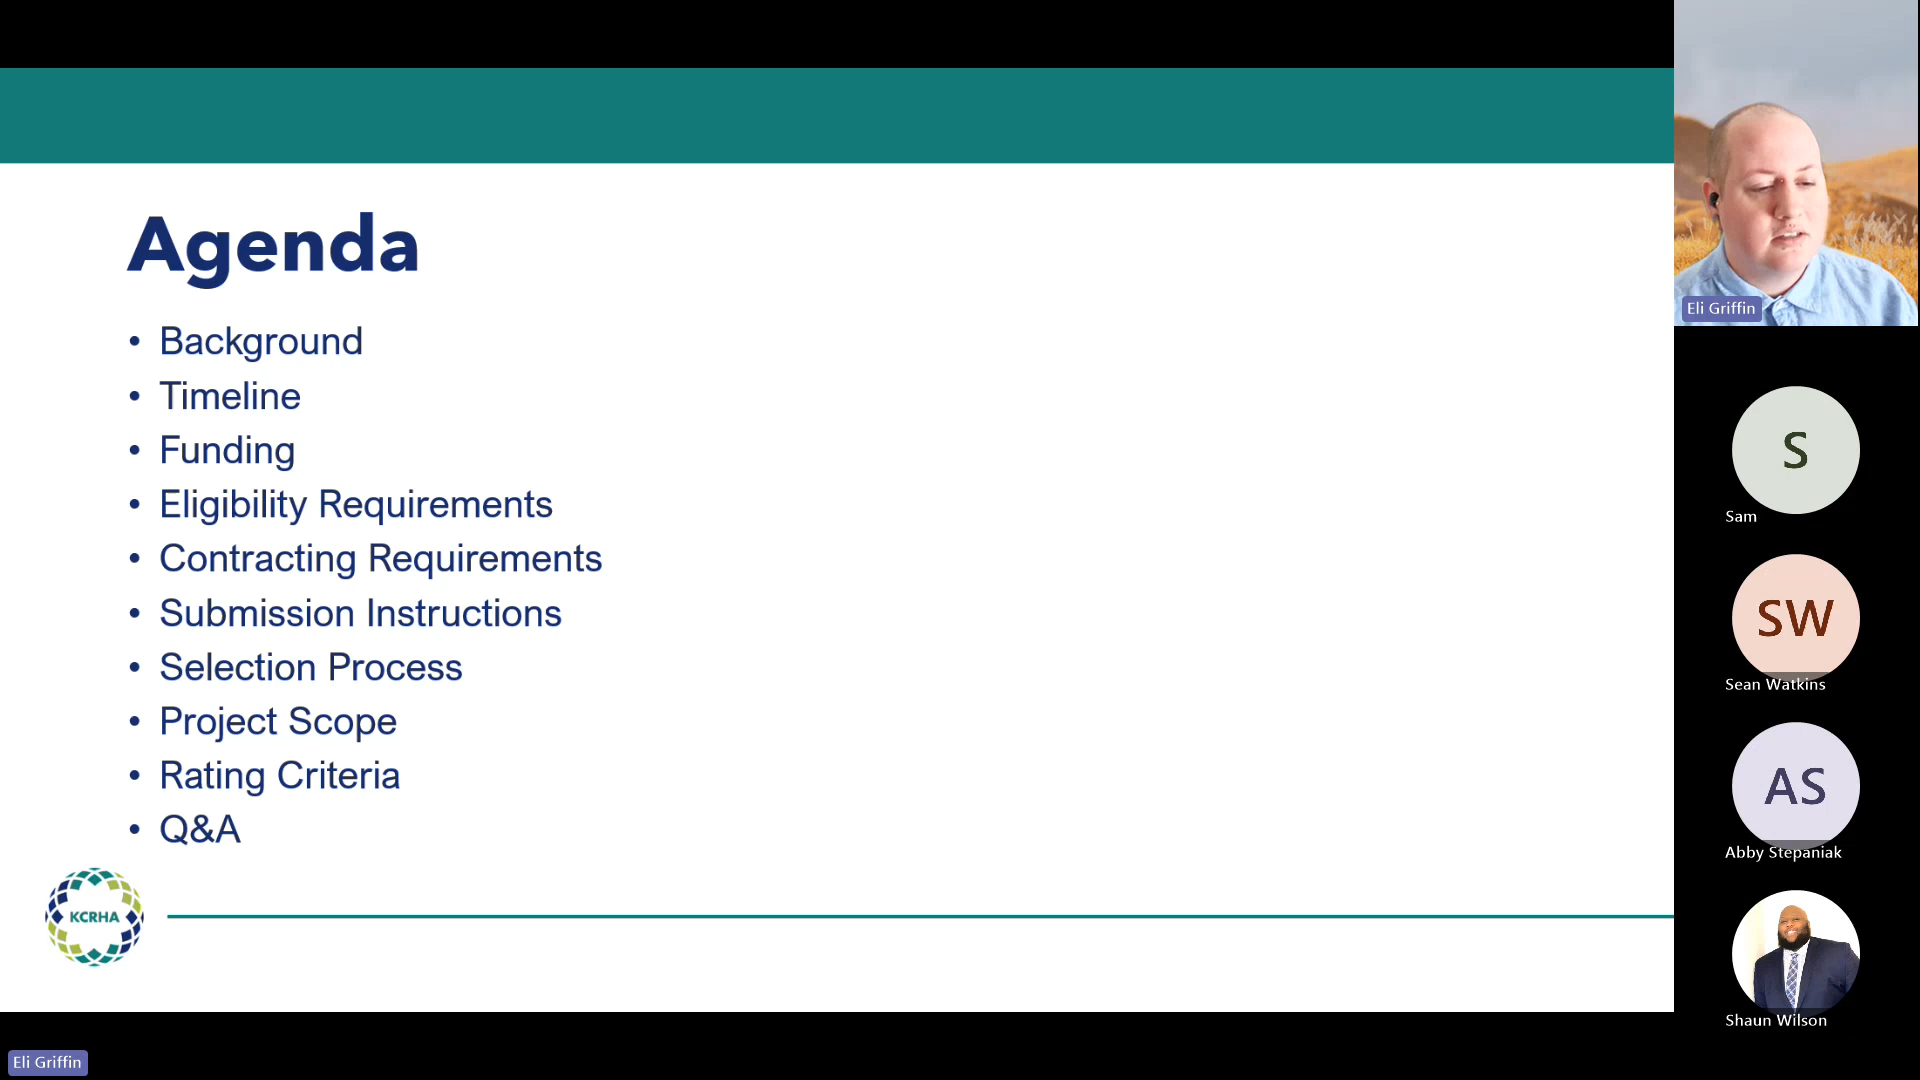 Agenda
• Background
• Timeline
• Funding
• Eligibility Requirements
• Contracting Requirements
• Submission Instructions
• Selection Process
• Project Scope
• Rating Criteria
• Q&A
KCRHA
Eli Griffin
Eli Griffin
S
Sam
SW
Sean Watkins
AS
Abby Stepaniak
Shaun Wilson